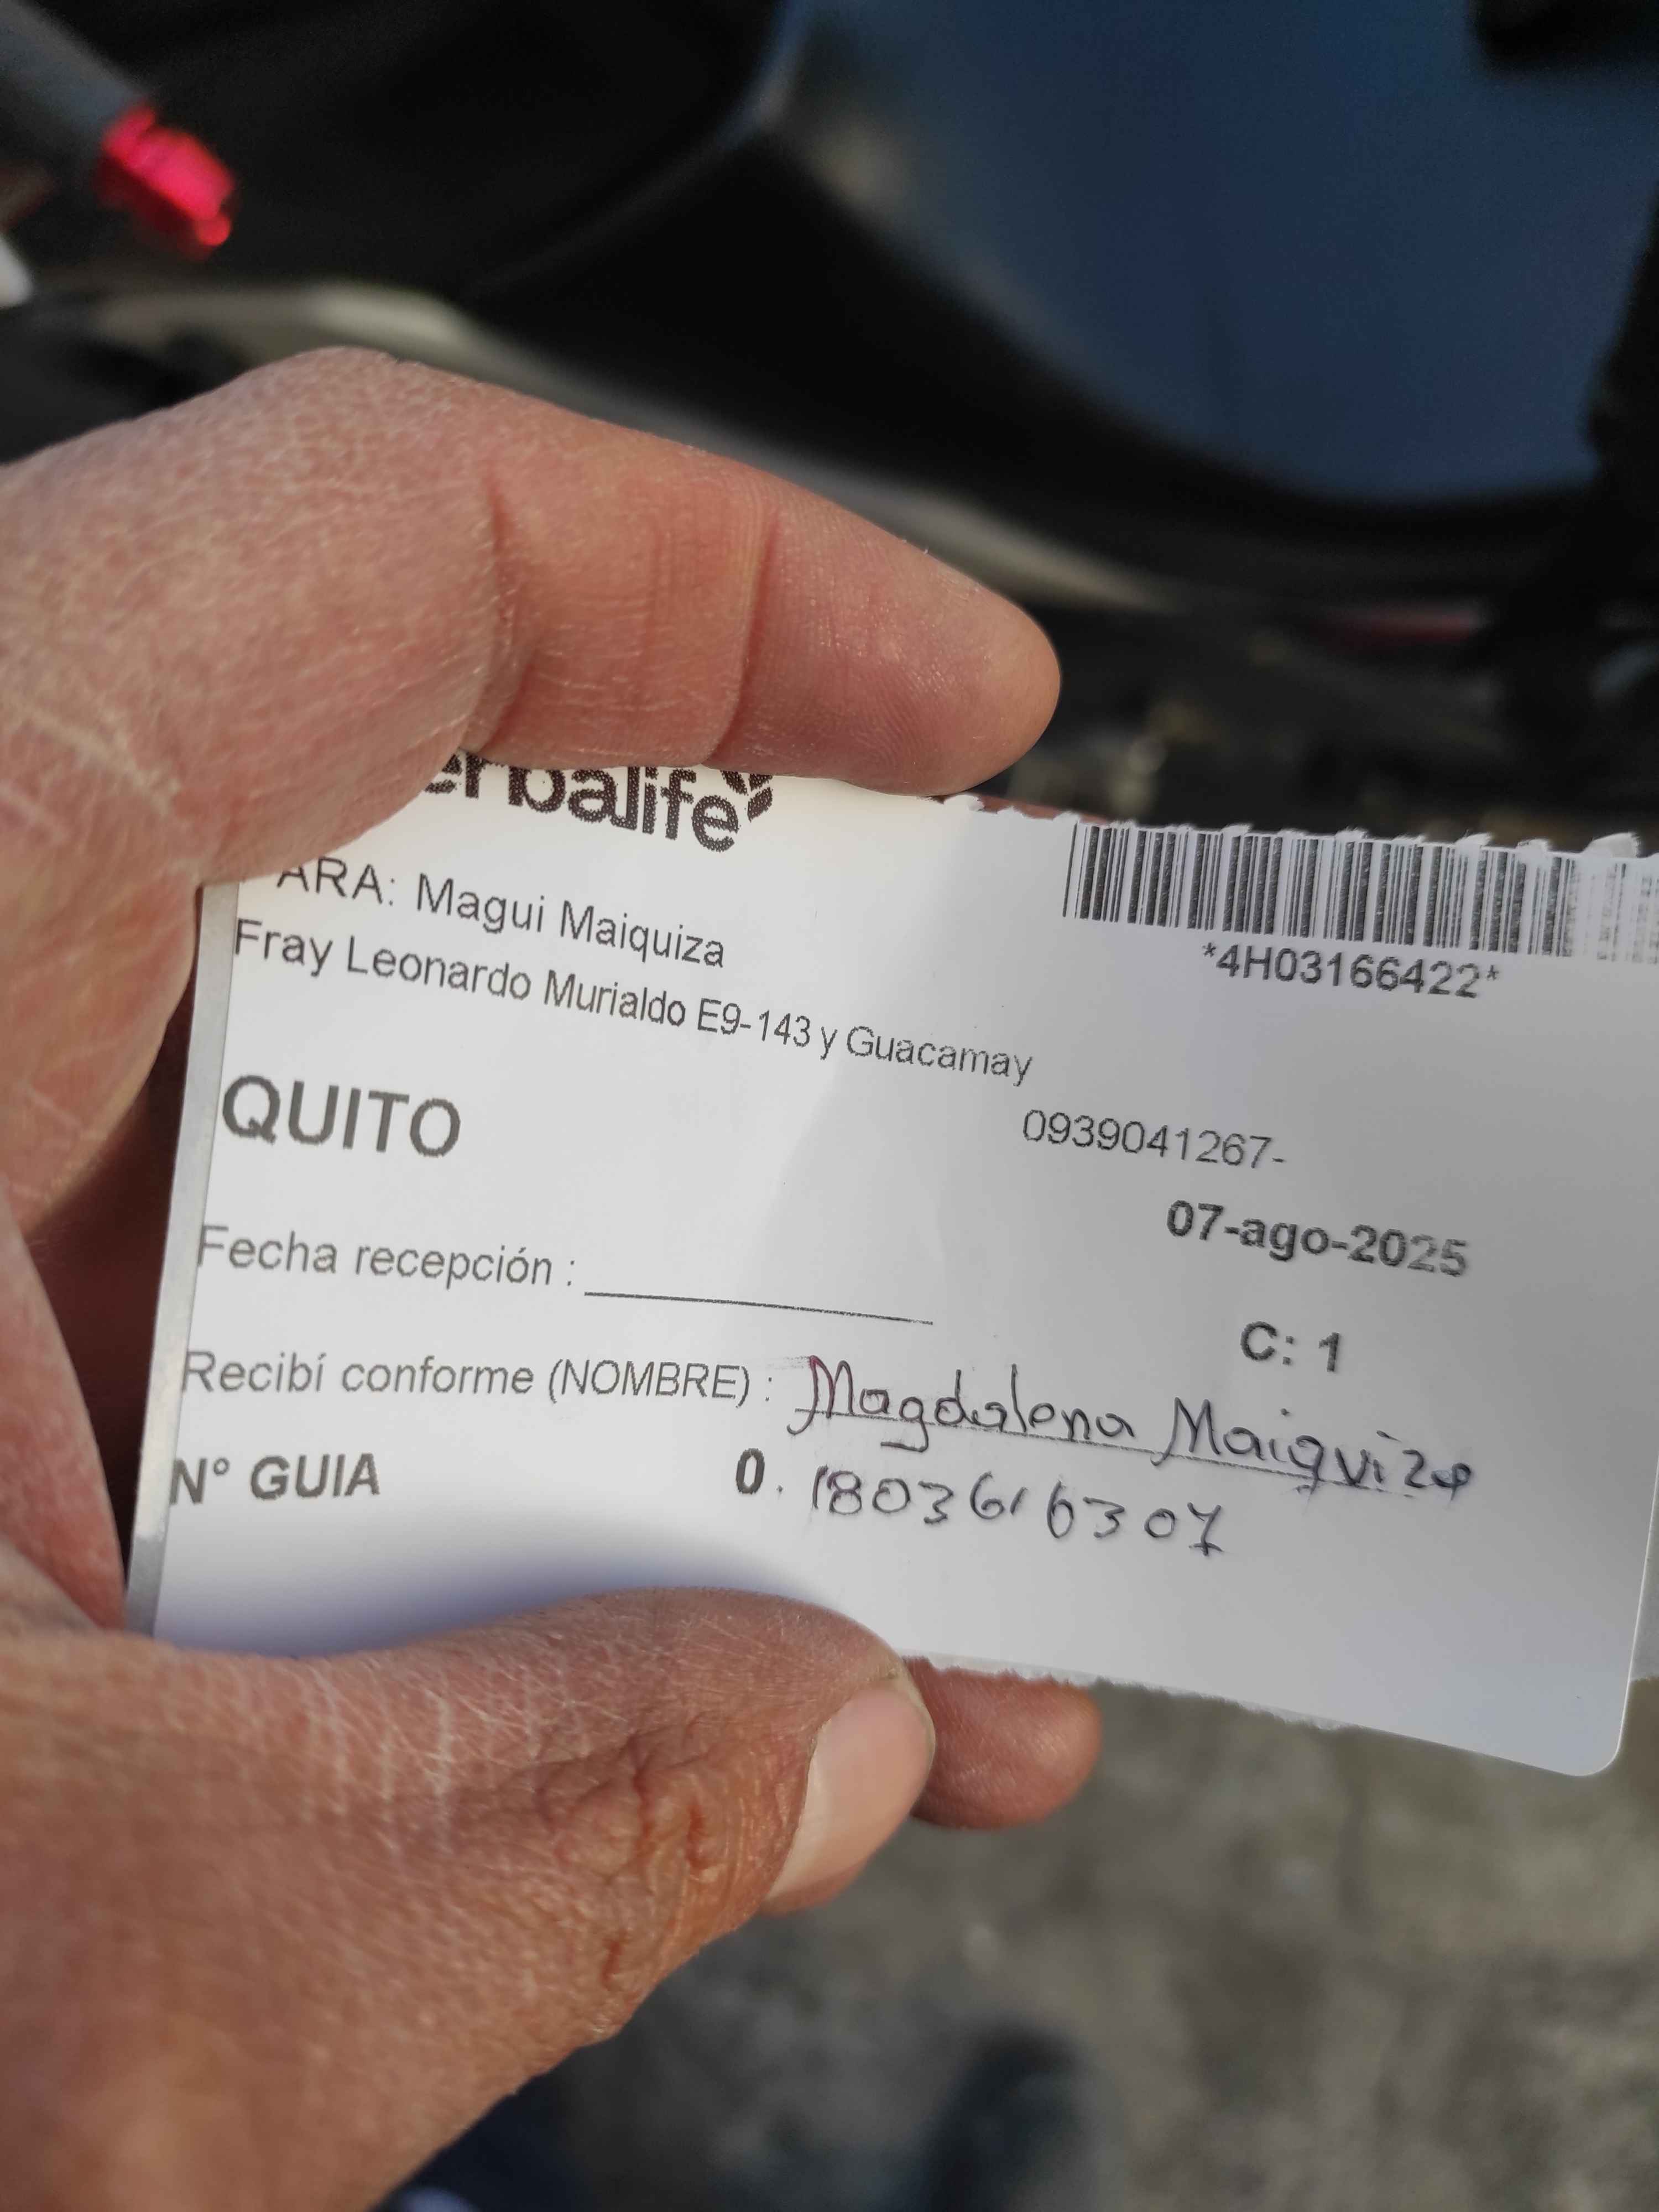 erbalife
ARA: Magui Maiquiza
Fray Leonardo Murialdo E9-143 y Guacamay
*4H03166422*
QUITO
0939041267-
07-ago-2025
Fecha recepción :
C: 1
Recibí conforme (NOMBRE) : Magdalena Maiquiza
N° GUIA 0. 1803616307